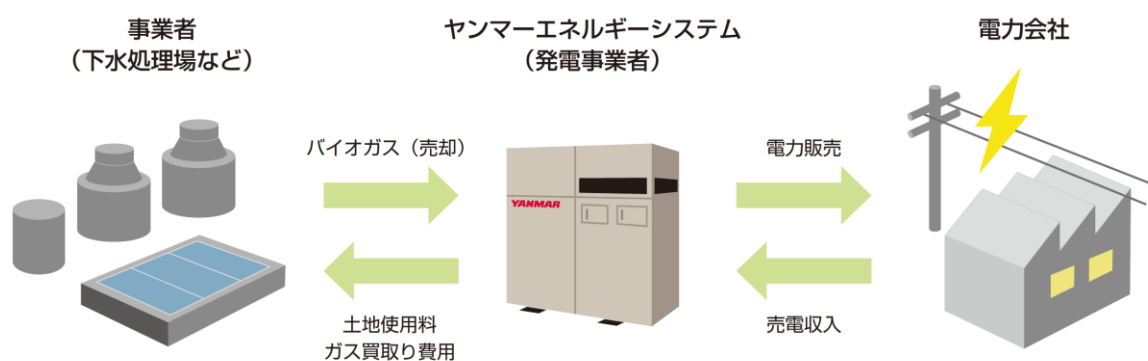 事業者
（下水処理場など）
ヤンマーエネルギーシステム
（発電事業者）
電力会社
バイオガス（売却）
電力販売
YANMAR
土地使用料
ガス買取り費用
売電収入